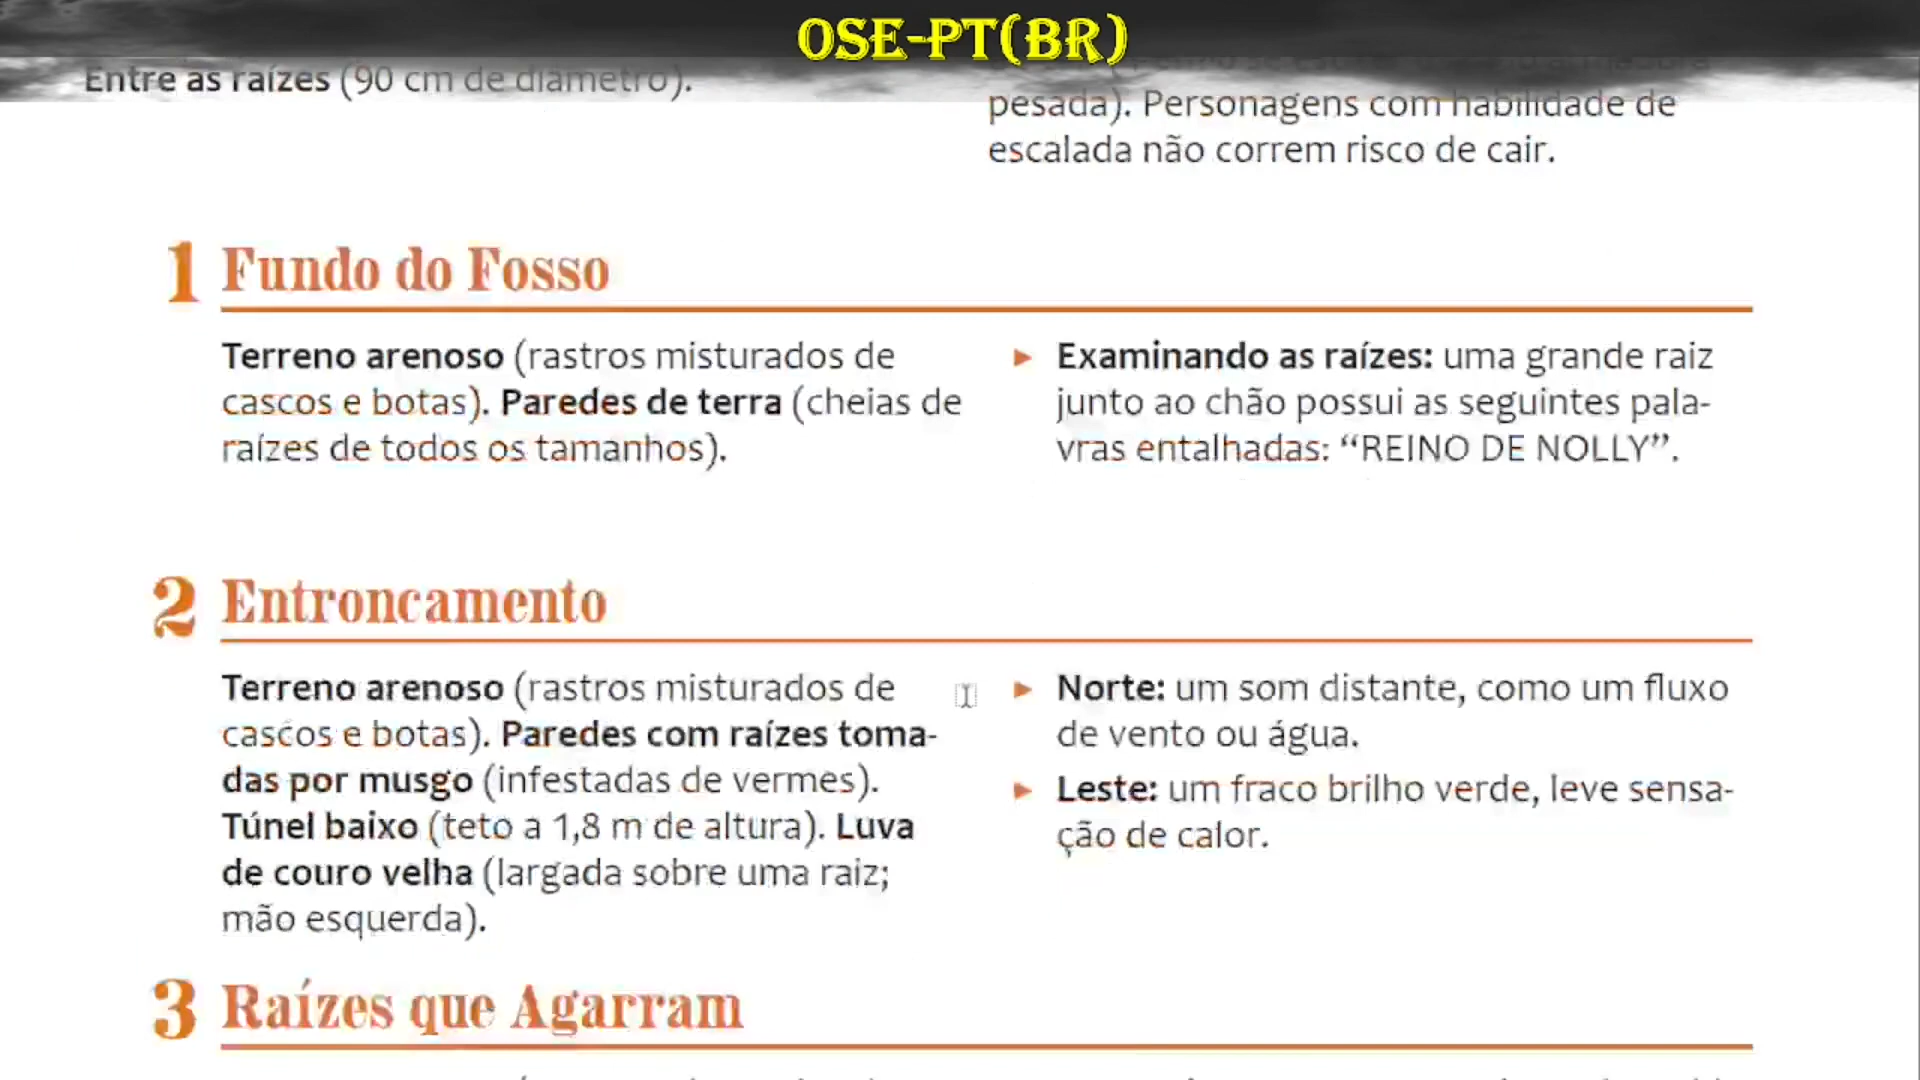 OSE-PT(BR)
Entre as raízes (90 cm de diâmetro).
pesada). Personagens com habilidade de
escalada não correm risco de cair.
1 Fundo do Fosso
Terreno arenoso (rastros misturados de
cascos e botas). Paredes de terra (cheias de
raízes de todos os tamanhos).
► Examinando as raízes: uma grande raiz
junto ao chão possui as seguintes pala-
vras entalhadas: “REINO DE NOLLY”.
2 Entroncamento
Terreno arenoso (rastros misturados de
cascos e botas). Paredes com raízes toma-
das por musgo (infestadas de vermes).
Túnel baixo (teto a 1,8 m de altura). Luva
de couro velha (largada sobre uma raiz;
mão esquerda).
► Norte: um som distante, como um fluxo
de vento ou água.
► Leste: um fraco brilho verde, leve sensa-
ção de calor.
3 Raízes que Agarram